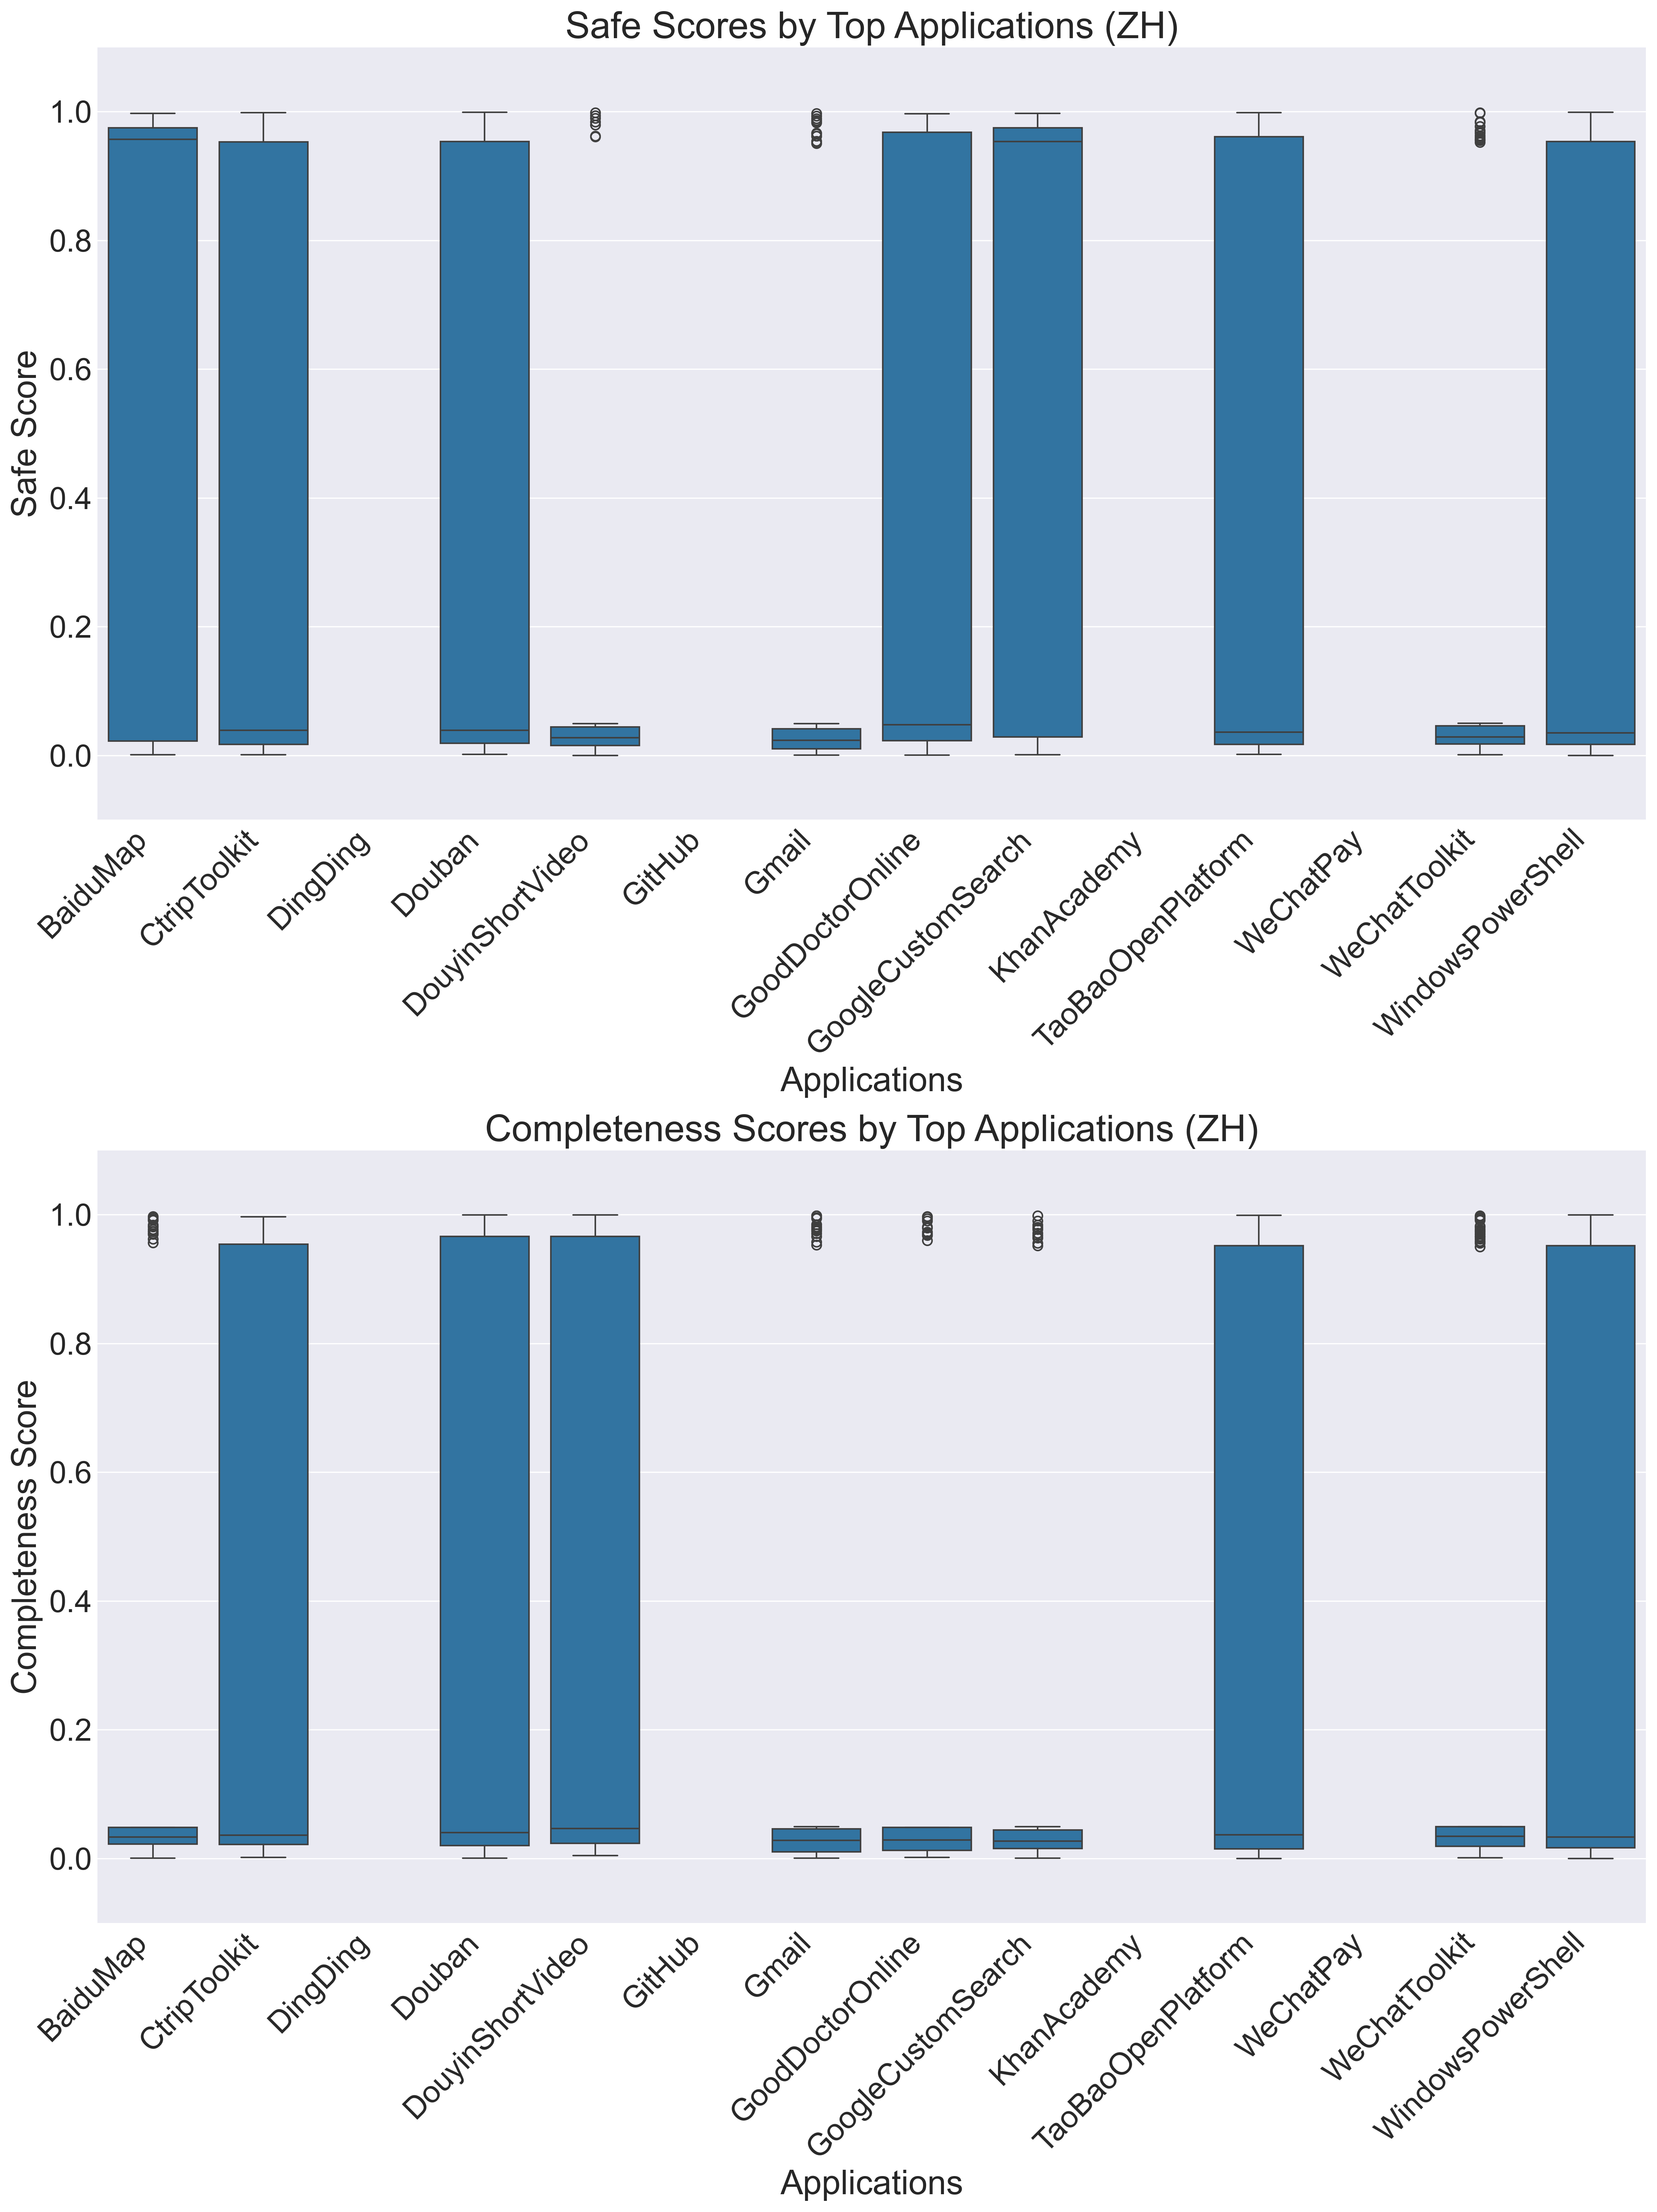 Safe Scores by Top Applications (ZH)
1.0
0.8
0.6
0.4
0.2
0.0
Safe Score
BaiduMap
CtripToolkit
DingDing
Douban
DouyinShortVideo
GitHub
Gmail
GoodDoctorOnline
GoogleCustomSearch
KhanAcademy
TaoBaoOpenPlatform
WeChatPay
WeChatToolkit
WindowsPowerShell
Applications
Completeness Scores by Top Applications (ZH)
1.0
0.8
0.6
0.4
0.2
0.0
Completeness Score
BaiduMap
CtripToolkit
DingDing
Douban
DouyinShortVideo
GitHub
Gmail
GoodDoctorOnline
GoogleCustomSearch
KhanAcademy
TaoBaoOpenPlatform
WeChatPay
WeChatToolkit
WindowsPowerShell
Applications